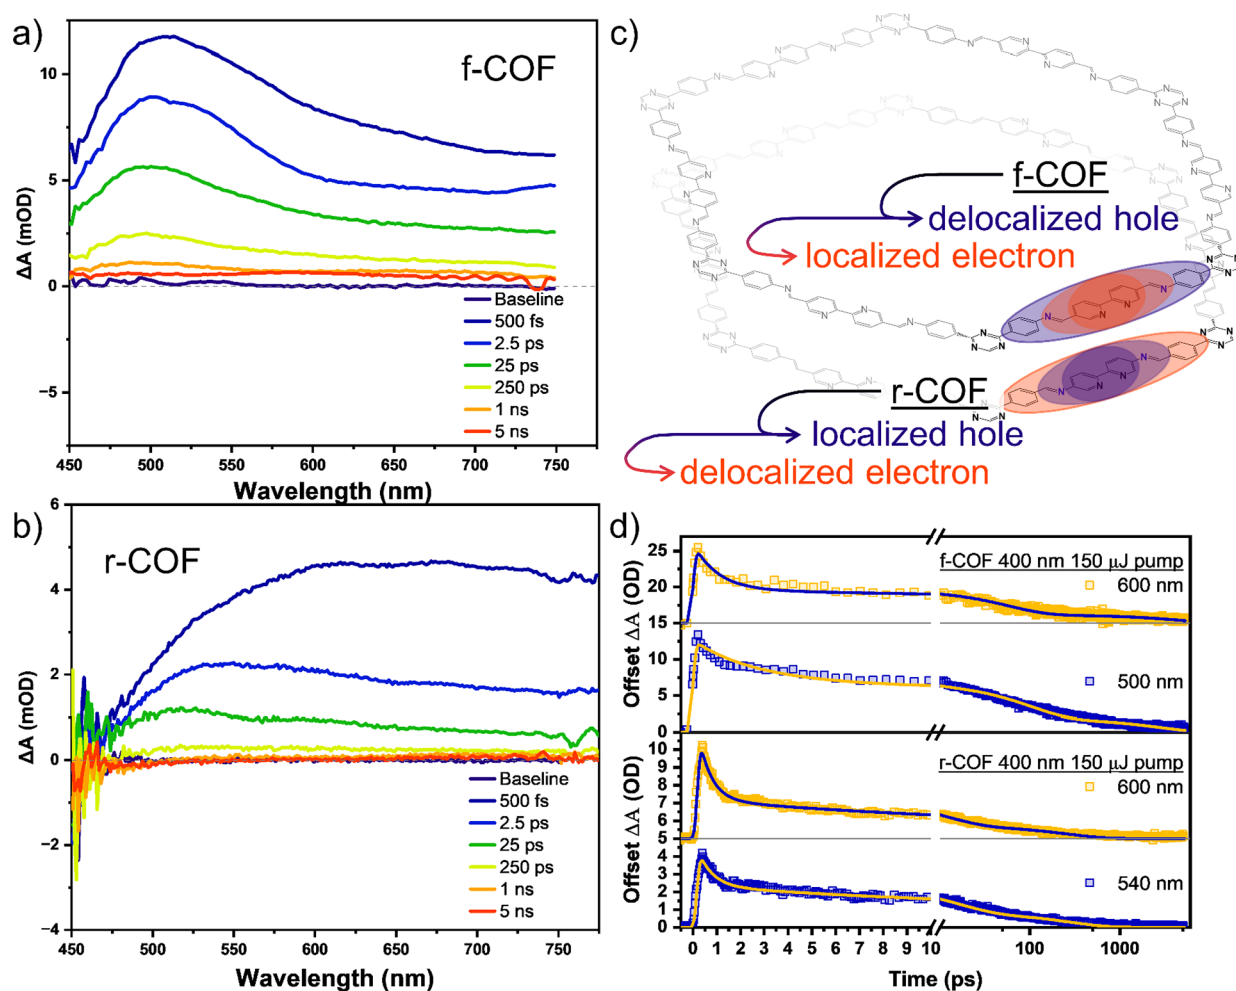 a)
f-COF
ΔA (mOD)
10
5
0
−5
Baseline
500 fs
2.5 ps
25 ps
250 ps
1 ns
5 ns
450 500 550 600 650 700 750
Wavelength (nm)
c)
f-COF
delocalized hole
localized electron
r-COF
localized hole
delocalized electron
b)
r-COF
ΔA (mOD)
6
4
2
0
−2
−4
Baseline
500 fs
2.5 ps
25 ps
250 ps
1 ns
5 ns
450 500 550 600 650 700 750
Wavelength (nm)
d)
f-COF 400 nm 150 μJ pump
600 nm
500 nm
Offset ΔA (OD)
25
20
15
Offset ΔA (OD)
10
5
0
r-COF 400 nm 150 μJ pump
600 nm
540 nm
Offset ΔA (OD)
10
9
8
7
6
5
Offset ΔA (OD)
4
3
2
1
0
0 1 2 3 4 5 6 7 8 9 10 100 1000
Time (ps)